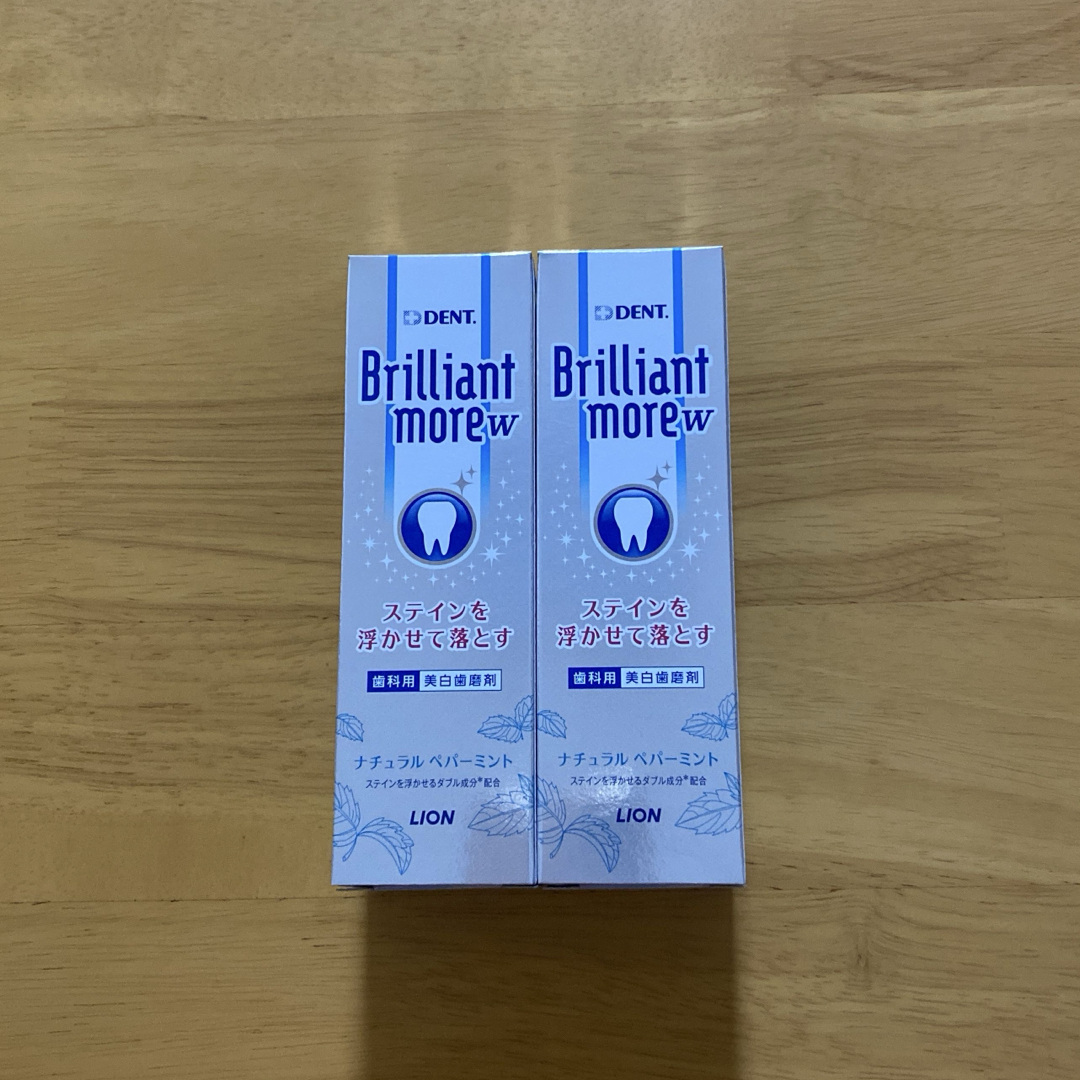 DENT.
Brilliant
more w
ステインを
浮かせて落とす
歯科用 美白歯磨剤
ナチュラル ペパーミント
ステインを浮かせるダブル成分※配合
LION
DENT.
Brilliant
more w
ステインを
浮かせて落とす
歯科用 美白歯磨剤
ナチュラル ペパーミント
ステインを浮かせるダブル成分※配合
LION